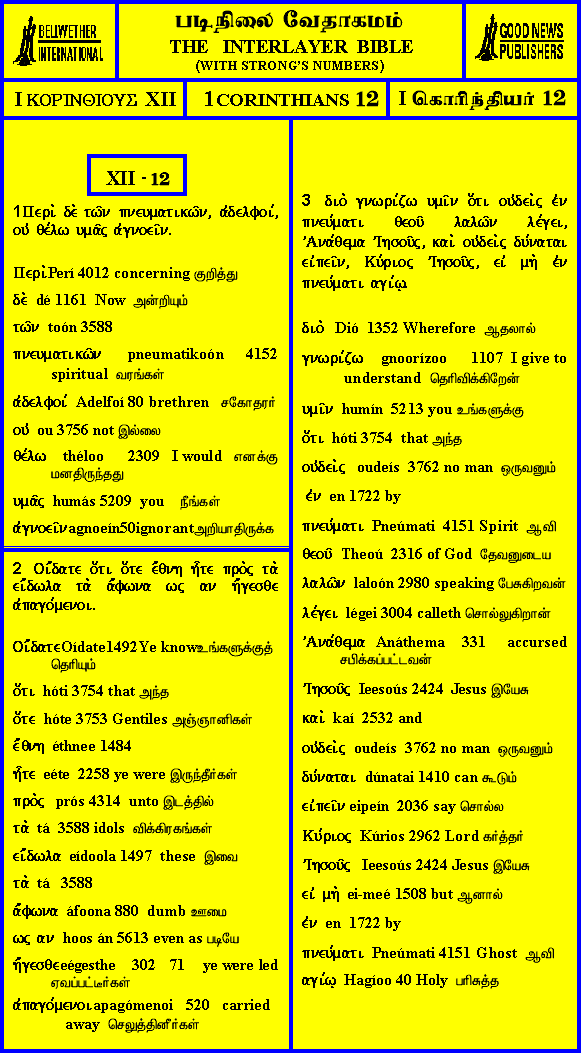 BELLWETHER
INTERNATIONAL
படிநிலை வேதாகமம்
THE INTERLAYER BIBLE
(WITH STRONG'S NUMBERS)
GOOD NEWS
PUBLISHERS
I ΚΟΡΙΝΘΙΟΥΣ XII
1 CORINTHIANS 12
I கொரிந்தியர் 12
XII - 12
1 Περὶ δὲ τῶν πνευματικῶν, ἀδελφοί,
οὐ θέλω υμᾶς ἀγνοεῖν.
Περὶ Perí 4012 concerning குறித்து
δὲ dé 1161 Now அன்றியும்
τῶν toón 3588
πνευματικῶν pneumatikoón 4152
spiritual வரங்கள்
ἀδελφοί Adelfoí 80 brethren சகோதரர்
οὐ ou 3756 not இல்லை
θέλω théloo 2309 I would எனக்கு
மனதிருந்தது
υμᾶς humás 5209 you நீங்கள்
ἀγνοεῖν agnoeín 50 ignorant அறியாதிருக்க
2 Οἴδατε ὅτι ὅτε ἔθνη ἦτε πρὸς τὰ
εἴδωλα τὰ ἄφωνα ως αν ἤγεσθε
ἀπαγόμενοι.
Οἴδατε Oídate 1492 Ye know உங்களுக்குத்
தெரியும்
ὅτι hóti 3754 that அந்த
ὅτε hóte 3753 Gentiles அஞ்ஞானிகள்
ἔθνη éthnee 1484
ἦτε eéte 2258 ye were இருந்தீர்கள்
πρὸς prós 4314 unto இடத்தில்
τὰ tá 3588 idols விக்கிரகங்கள்
εἴδωλα eídoola 1497 these இவை
τὰ tá 3588
ἄφωνα áfoona 880 dumb ஊமை
ως αν hoos án 5613 even as படியே
ἤγεσθε eégesthe 302 71 ye were led
ஏவப்பட்டீர்கள்
ἀπαγόμενοι apagómenoi 520 carried
away செலுத்தினீர்கள்
3 διὸ γνωρίζω υμῖν ὅτι οὐδεὶς ἐν
πνεύματι θεοῦ λαλῶν λέγει,
Ἀνάθεμα Ἰησοῦς, καὶ οὐδεὶς δύναται
εἰπεῖν, Κύριος Ἰησοῦς, εἰ μὴ ἐν
πνεύματι αγίῳ.
διὸ Dió 1352 Wherefore ஆதலால்
γνωρίζω gnoorízoo 1107 I give to
understand தெரிவிக்கிறேன்
υμῖν humín 5213 you உங்களுக்கு
ὅτι hóti 3754 that அந்த
οὐδεὶς oudeís 3762 no man ஒருவனும்
ἐν en 1722 by
πνεύματι Pneúmati 4151 Spirit ஆவி
θεοῦ Theoú 2316 of God தேவனுடைய
λαλῶν laloón 2980 speaking பேசுகிறவன்
λέγει légei 3004 calleth சொல்லுகிறான்
Ἀνάθεμα Anáthema 331 accursed
சபிக்கப்பட்டவன்
Ἰησοῦς Ieesoús 2424 Jesus இயேசு
καὶ kaí 2532 and
οὐδεὶς oudeís 3762 no man ஒருவனும்
δύναται dúnatai 1410 can கூடும்
εἰπεῖν eipeín 2036 say சொல்ல
Κύριος Kúrios 2962 Lord கர்த்தர்
Ἰησοῦς Ieesoús 2424 Jesus இயேசு
εἰ μὴ ei-meé 1508 but ஆனால்
ἐν en 1722 by
πνεύματι Pneúmati 4151 Ghost ஆவி
αγίῳ Hagíoo 40 Holy பரிசுத்த